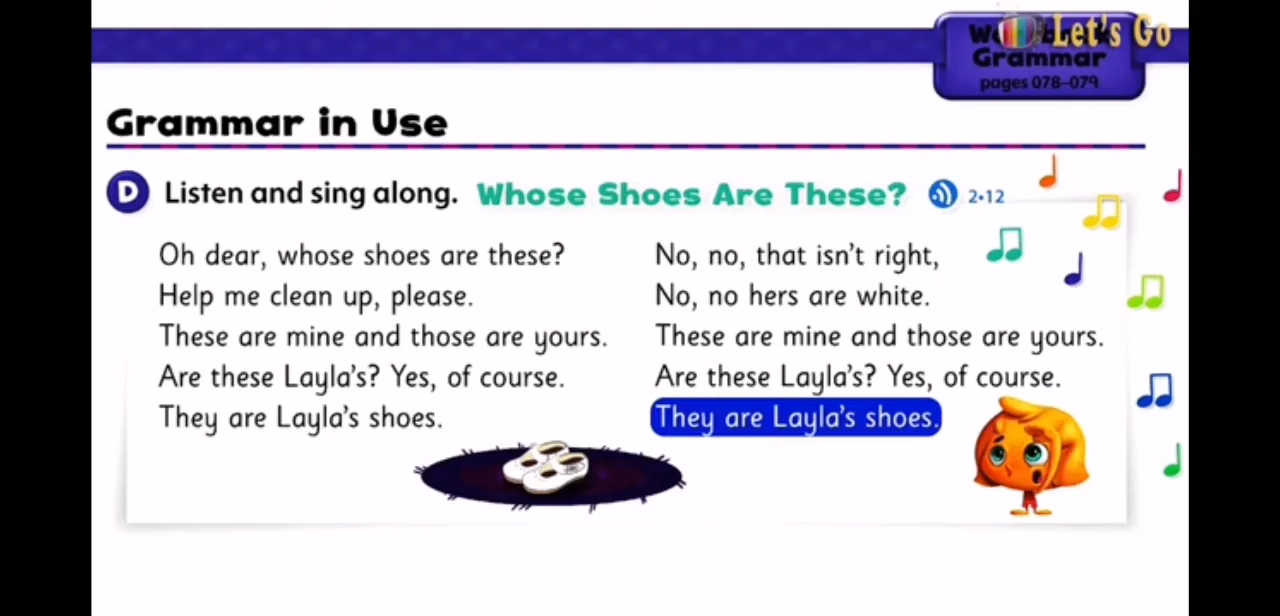 Let's Go
Grammar
pages 078–079
Grammar in Use
D Listen and sing along. Whose Shoes Are These? 2•12
Oh dear, whose shoes are these?
Help me clean up, please.
These are mine and those are yours.
Are these Layla's? Yes, of course.
They are Layla's shoes.
No, no, that isn't right,
No, no hers are white.
These are mine and those are yours.
Are these Layla's? Yes, of course.
They are Layla's shoes.